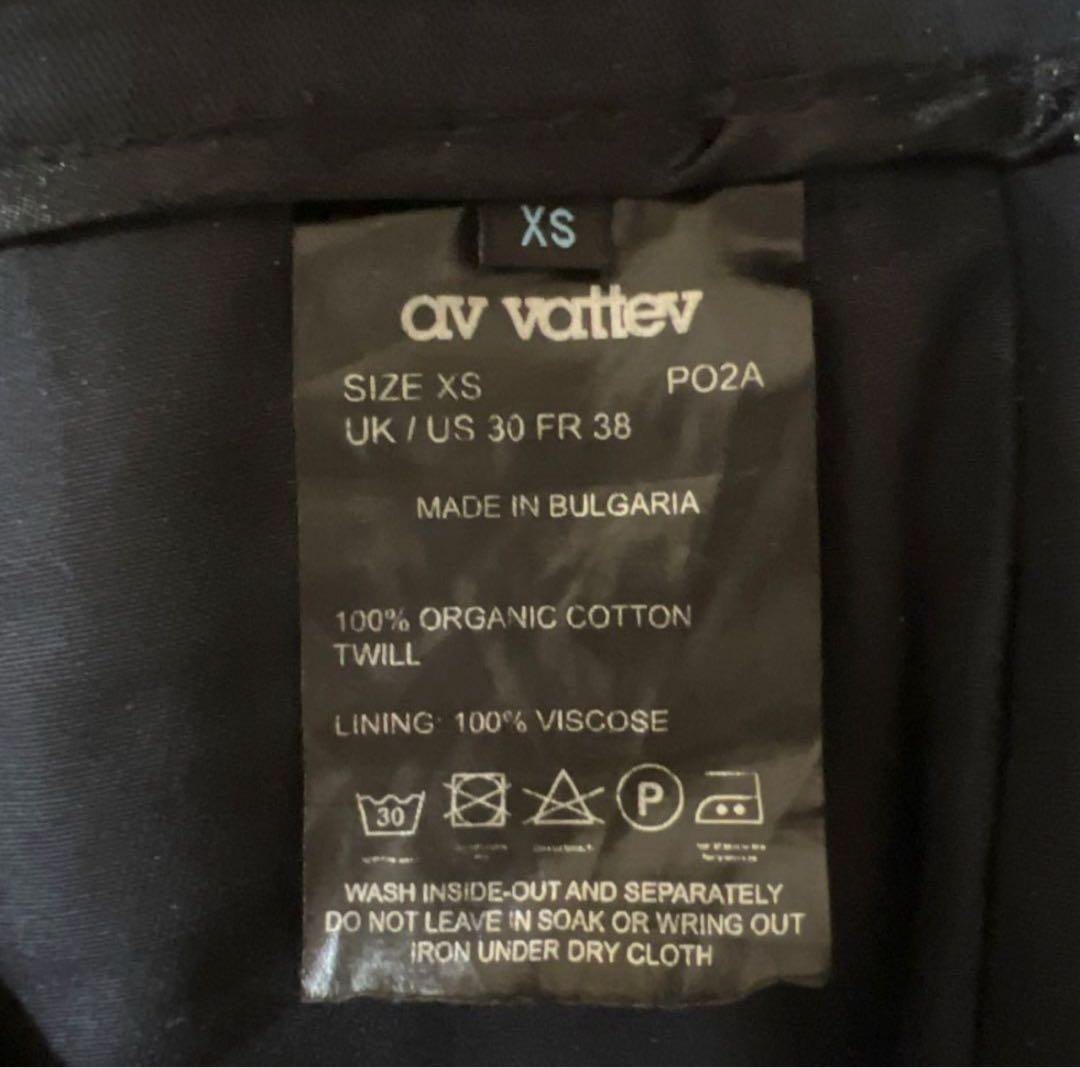 XS
av vattev
SIZE XS PO2A
UK / US 30 FR 38
MADE IN BULGARIA
100% ORGANIC COTTON
TWILL
LINING: 100% VISCOSE
30 P
WASH INSIDE-OUT AND SEPARATELY
DO NOT LEAVE IN SOAK OR WRING OUT
IRON UNDER DRY CLOTH